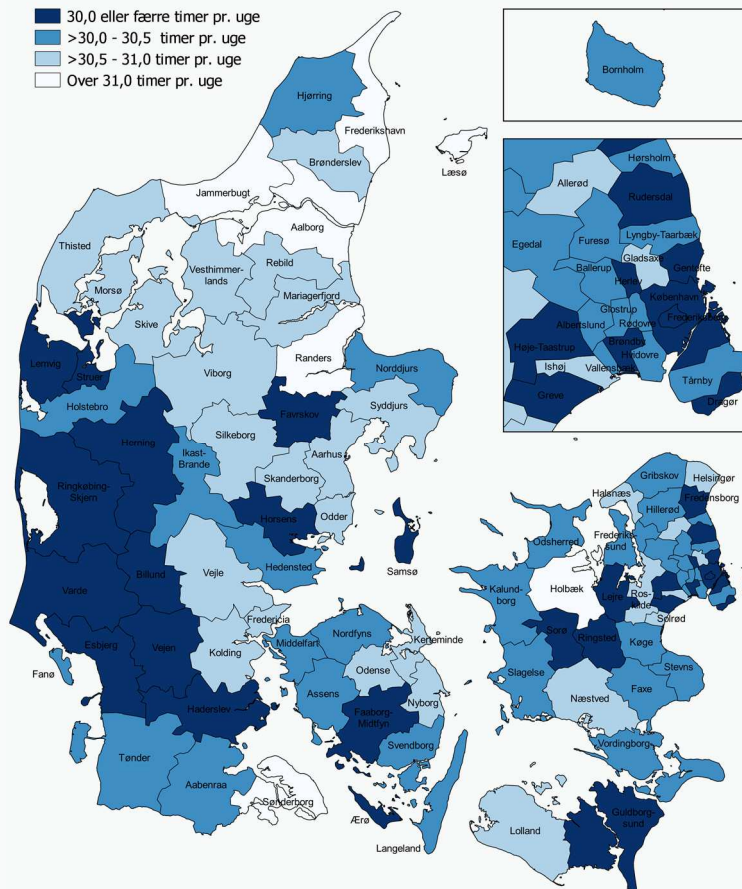 30,0 eller færre timer pr. uge
>30,0 - 30,5 timer pr. uge
>30,5 - 31,0 timer pr. uge
Over 31,0 timer pr. uge
Bornholm
Hjørring
Frederikshavn
Brønderslev
Læsø
Jammerbugt
Aalborg
Thisted
Vesthimmer-
lands
Rebild
Morsø
Mariagerfjord
Skive
Randers
Lemvig
Struer
Viborg
Norddjurs
Holstebro
Favrskov
Syddjurs
Herning
Silkeborg
Ikast-
Brande
Aarhus
Skanderborg
Ringkøbing-
Skjern
Horsens
Odder
Hedensted
Samsø
Varde
Billund
Vejle
Fredericia
Esbjerg
Vejen
Kolding
Fanø
Middelfart
Nordfyns
Kerteminde
Odense
Haderslev
Assens
Nyborg
Faaborg-
Midtfyn
Svendborg
Tønder
Aabenraa
Sønderborg
Ærø
Langeland
Hørsholm
Allerød
Rudersdal
Egedal
Furesø
Lyngby-Taarbæk
Gladsaxe
Ballerup
Gentofte
Herlev
København
Glostrup
Frederiksberg
Albertslund
Rødovre
Høje-Taastrup
Brøndby
Hvidovre
Ishøj
Vallensbæk
Tårnby
Greve
Dragør
Gribskov
Helsingør
Halsnæs
Fredensborg
Hillerød
Odsherred
Frederiks-
sund
Holbæk
Kalund-
borg
Lejre
Ros-
kilde
Solrød
Sorø
Ringsted
Køge
Slagelse
Stevns
Næstved
Faxe
Vordingborg
Guldborg-
sund
Lolland